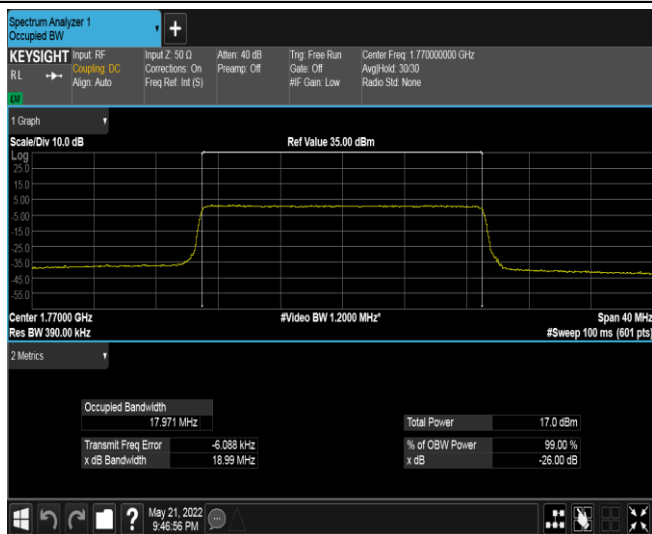 Spectrum Analyzer 1
Occupied BW
+
KEYSIGHT Input: RF Input Z: 50 Ω Atten: 40 dB Trig: Free Run Center Freq: 1.770000000 GHz
RL Coupling: DC Corrections: On Preamp: Off Gate: Off Avg|Hold: 30/30
Align: Auto Freq Ref: Int (S) #IF Gain: Low Radio Std: None
1 Graph
Scale/Div 10.0 dB Ref Value 35.00 dBm
Log
25.0
15.0
5.00
-5.00
-15.0
-25.0
-35.0
-45.0
-55.0
Center 1.77000 GHz #Video BW 1.2000 MHz* Span 40 MHz
Res BW 390.00 kHz #Sweep 100 ms (601 pts)
2 Metrics
Occupied Bandwidth
17.971 MHz Total Power 17.0 dBm
Transmit Freq Error -6.088 kHz % of OBW Power 99.00 %
x dB Bandwidth 18.99 MHz x dB -26.00 dB
? May 21, 2022
9:46:56 PM